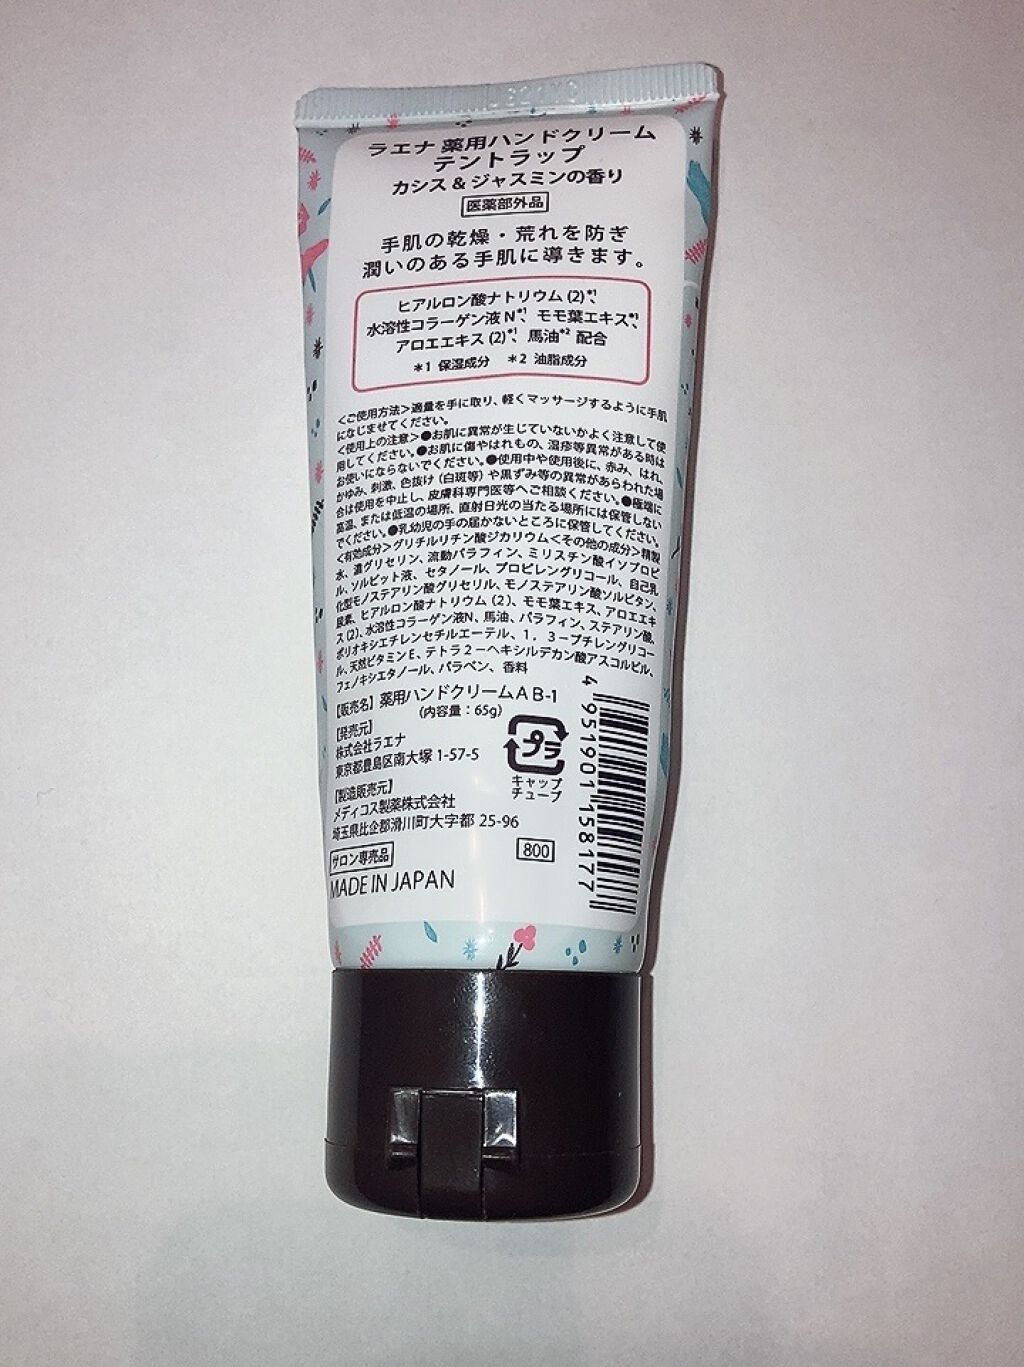 ラエナ 薬用ハンドクリーム
テントラップ
カシス & ジャスミンの香り
医薬部外品
手肌の乾燥・荒れを防ぎ
潤いのある手肌に導きます。
ヒアルロン酸ナトリウム (2)*1、
水溶性コラーゲン液 N*1、モモ葉エキス*1、
アロエエキス (2)*1、馬油*2 配合
*1 保湿成分 *2 油脂成分
<ご使用方法>適量を手に取り、軽くマッサージするように手肌
になじませてください。
<使用上の注意>●お肌に異常が生じていないかよく注意して使
用してください。●お肌に傷やはれもの、湿疹等異常がある時は
お使いにならないでください。●使用中や使用後に、赤み、はれ、
かゆみ、刺激、色抜け(白斑等)や黒ずみ等の異常があらわれた場
合は使用を中止し、皮膚科専門医等へご相談ください。●極端に
高温、または低温の場所、直射日光の当たる場所には保管しない
でください。●乳幼児の手の届かないところに保管してください。
<有効成分>グリチルリチン酸ジカリウム<その他の成分>精製
水、濃グリセリン、流動パラフィン、ミリスチン酸イソプロピ
ル、ソルビット液、セタノール、プロピレングリコール、自己乳
化型モノステアリン酸グリセリル、モノステアリン酸ソルビタン、
尿素、ヒアルロン酸ナトリウム(2)、モモ葉エキス、アロエエキ
ス(2)、水溶性コラーゲン液N、馬油、パラフィン、ステアリン酸、
ポリオキシエチレンセチルエーテル、1,3-ブチレングリコー
ル、天然ビタミンE、テトラ2-ヘキシルデカン酸アスコルビル、
フェノキシエタノール、パラベン、香料
【販売名】薬用ハンドクリームA B-1
(内容量：65g)
【発売元】
株式会社ラエナ
東京都豊島区南大塚 1-57-5
プラ
キャップ
チューブ
【製造販売元】
メディコス製薬株式会社
埼玉県比企郡滑川町大字都 25-96
サロン専売品
800
MADE IN JAPAN
4 951901 158177